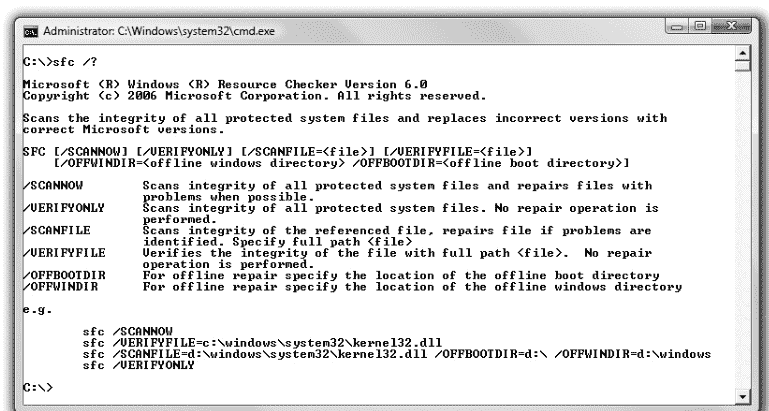 Administrator: C:\Windows\system32\cmd.exe
C:\>sfc /?
Microsoft (R) Windows (R) Resource Checker Version 6.0
Copyright (c) 2006 Microsoft Corporation. All rights reserved.
Scans the integrity of all protected system files and replaces incorrect versions with
correct Microsoft versions.
SFC [/SCANNOW] [/VERIFYONLY] [/SCANFILE=<file>] [/VERIFYFILE=<file>]
[/OFFWINDIR=<offline windows directory> /OFFBOOTDIR=<offline boot directory>]
/SCANNOW Scans integrity of all protected system files and repairs files with
problems when possible.
/VERIFYONLY Scans integrity of all protected system files. No repair operation is
performed.
/SCANFILE Scans integrity of the referenced file, repairs file if problems are
identified. Specify full path <file>
/VERIFYFILE Verifies the integrity of the file with full path <file>. No repair
operation is performed.
/OFFBOOTDIR For offline repair specify the location of the offline boot directory
/OFFWINDIR For offline repair specify the location of the offline windows directory
e.g.
sfc /SCANNOW
sfc /VERIFYFILE=c:\windows\system32\kernel32.dll
sfc /SCANFILE=d:\windows\system32\kernel32.dll /OFFBOOTDIR=d:\ /OFFWINDIR=d:\windows
sfc /VERIFYONLY
C:\>